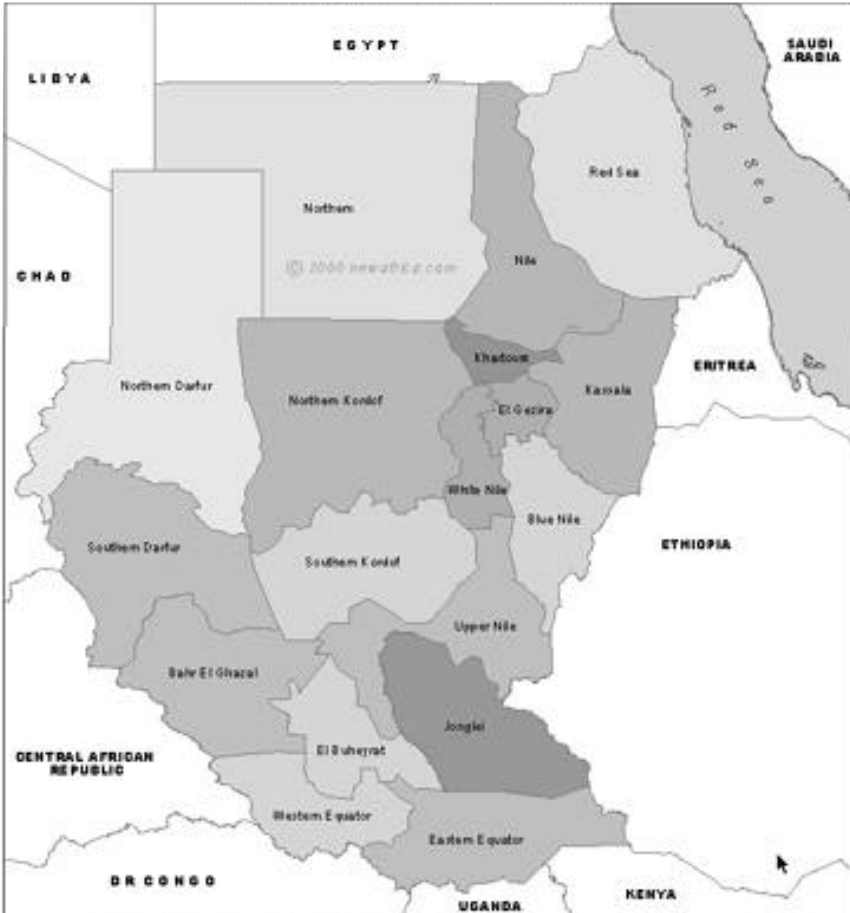 EGYPT
SAUDI
ARABIA
LIBYA
Red Sea
Red Sea
Northern
Nile
© 2000 newafrica.com
CHAD
Khartoum
ERITREA
Northern Darfur
Kassala
Northern Kordof
El Gezira
White Nile
Blue Nile
ETHIOPIA
Southern Darfur
Southern Kordof
Upper Nile
Bahr El Ghazal
Jonglei
El Buheyrat
CENTRAL AFRICAN
REPUBLIC
Western Equator
Eastern Equator
DR CONGO
KENYA
UGANDA